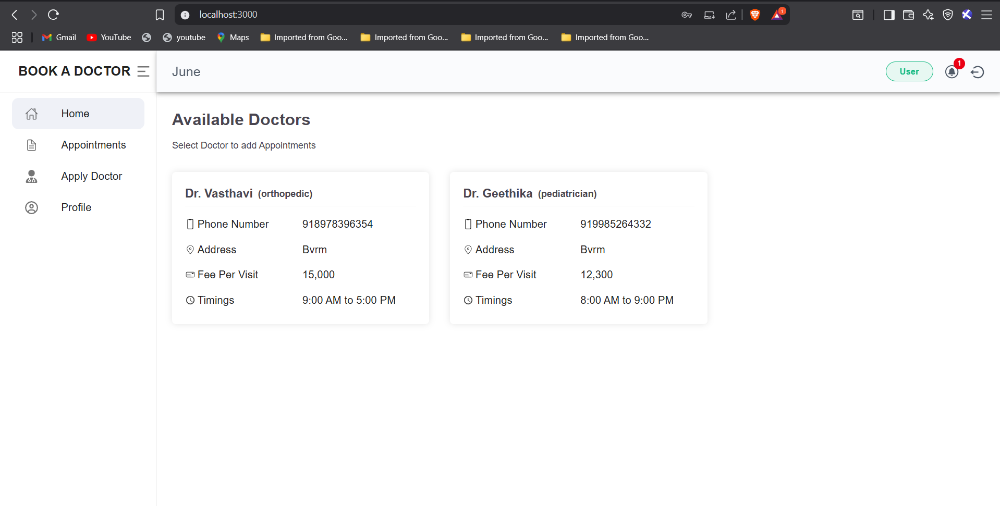 localhost:3000
1
Gmail
YouTube
youtube
Maps
Imported from Goo...
Imported from Goo...
Imported from Goo...
Imported from Goo...
BOOK A DOCTOR
June
User
1
Home
Appointments
Apply Doctor
Profile
Available Doctors
Select Doctor to add Appointments
Dr. Vasthavi (orthopedic)
Phone Number 918978396354
Address Bvrm
Fee Per Visit 15,000
Timings 9:00 AM to 5:00 PM
Dr. Geethika (pediatrician)
Phone Number 919985264332
Address Bvrm
Fee Per Visit 12,300
Timings 8:00 AM to 9:00 PM